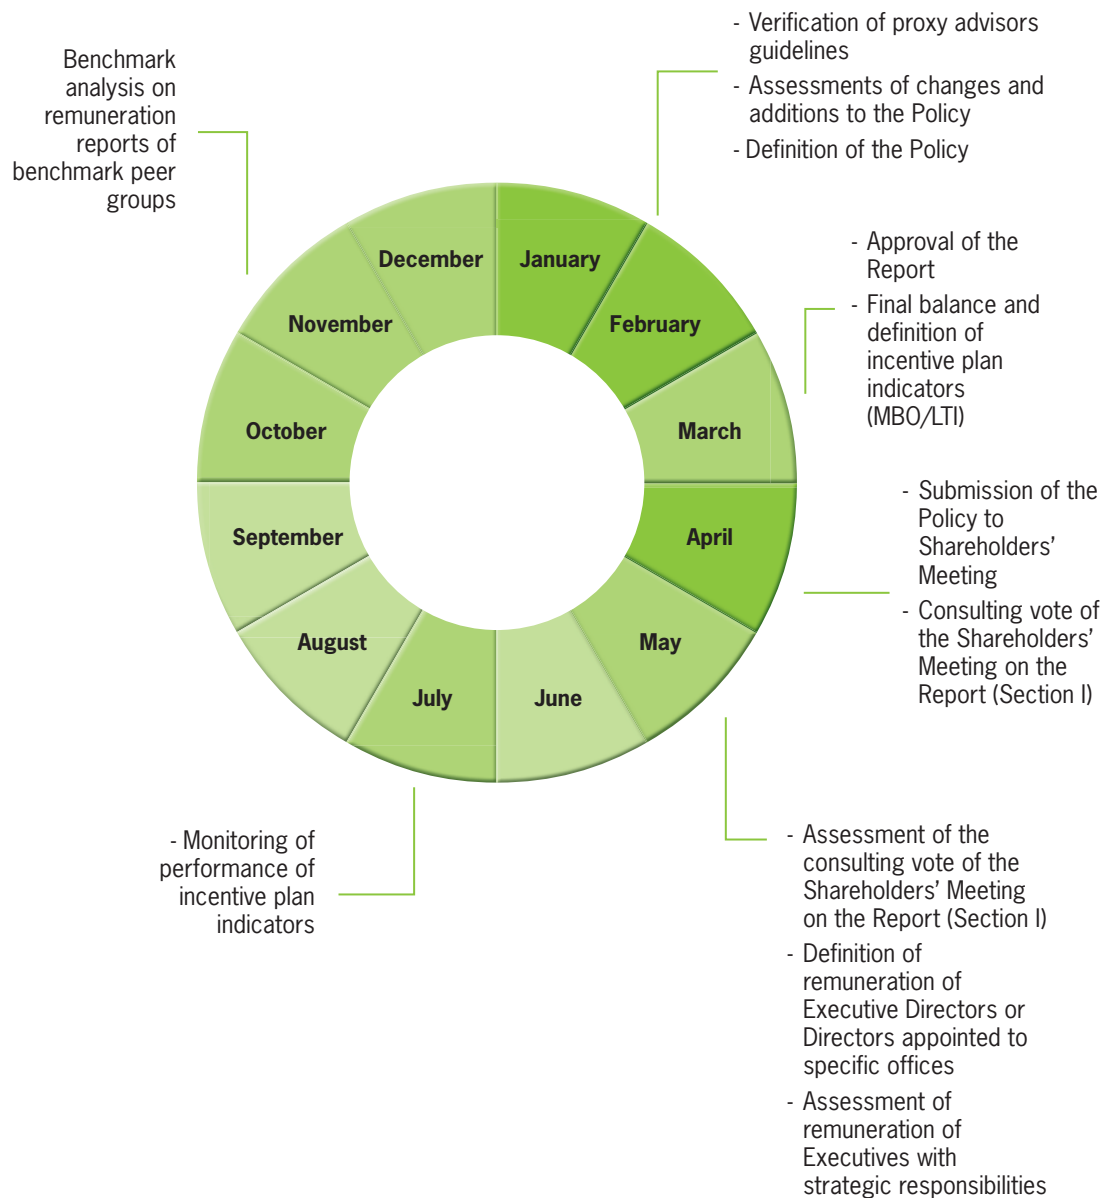 Benchmark
analysis on
remuneration
reports of
benchmark peer
groups
- Verification of proxy advisors
guidelines
- Assessments of changes and
additions to the Policy
- Definition of the Policy
- Approval of the
Report
- Final balance and
definition of
incentive plan
indicators
(MBO/LTI)
- Submission of the
Policy to
Shareholders’
Meeting
- Consulting vote of
the Shareholders’
Meeting on the
Report (Section I)
- Assessment of the
consulting vote of the
Shareholders’ Meeting
on the Report (Section I)
- Definition of
remuneration of
Executive Directors or
Directors appointed to
specific offices
- Assessment of
remuneration of
Executives with
strategic responsibilities
- Monitoring of
performance of
incentive plan
indicators
January
February
March
April
May
June
July
August
September
October
November
December